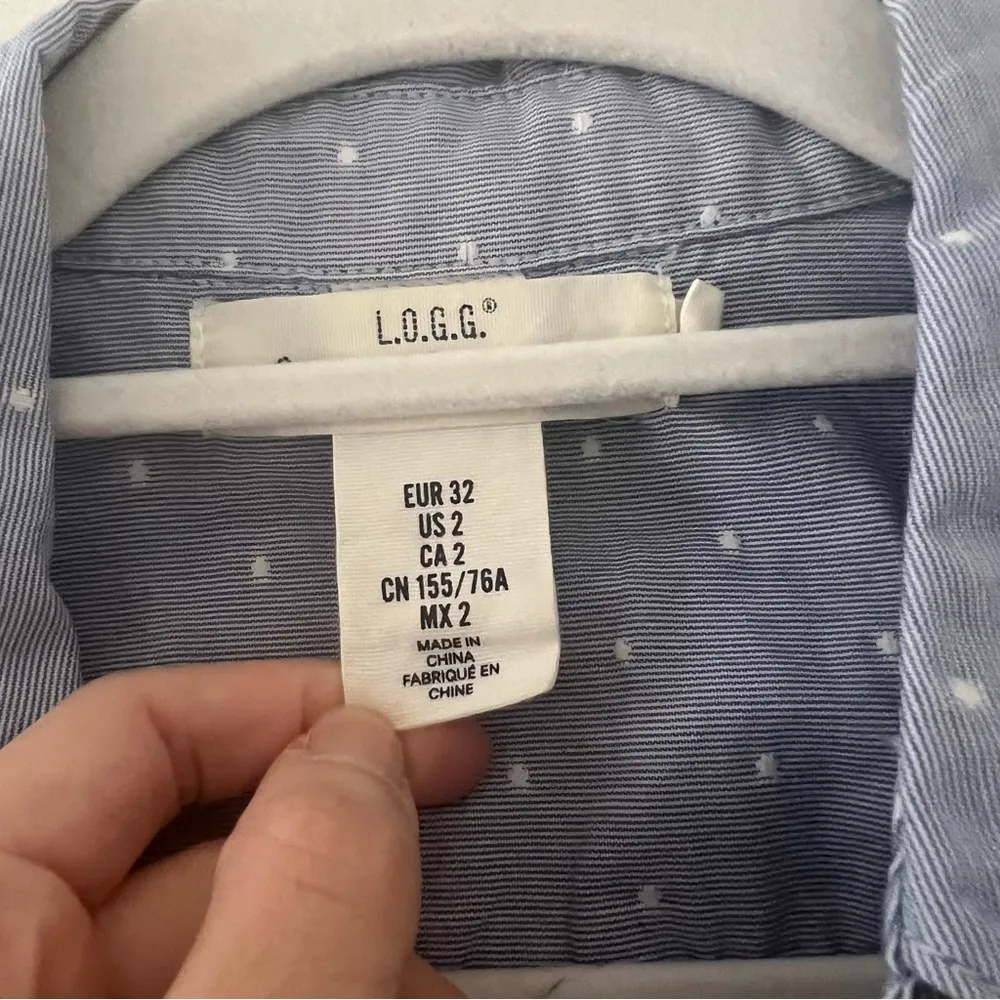 L.O.G.G.®
EUR 32
US 2
CA 2
CN 155/76A
MX 2
MADE IN
CHINA
FABRIQUÉ EN
CHINE